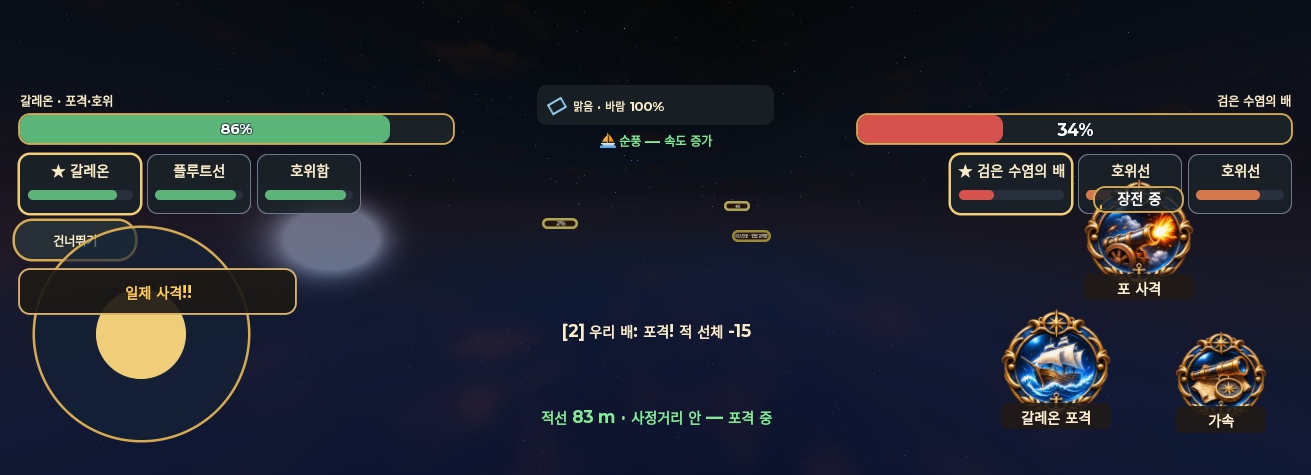 갈레온 · 포격·호위
맑음 · 바람 100%
검은 수염의 배
86%
34%
순풍 — 속도 증가
★ 갈레온
플루트선
호위함
★ 검은 수염의 배
호위선
호위선
장전 중
건너뛰기
일제 사격!!
포 사격
[2] 우리 배: 포격! 적 선체 -15
적선 83 m · 사정거리 안 — 포격 중
갈레온 포격
가속